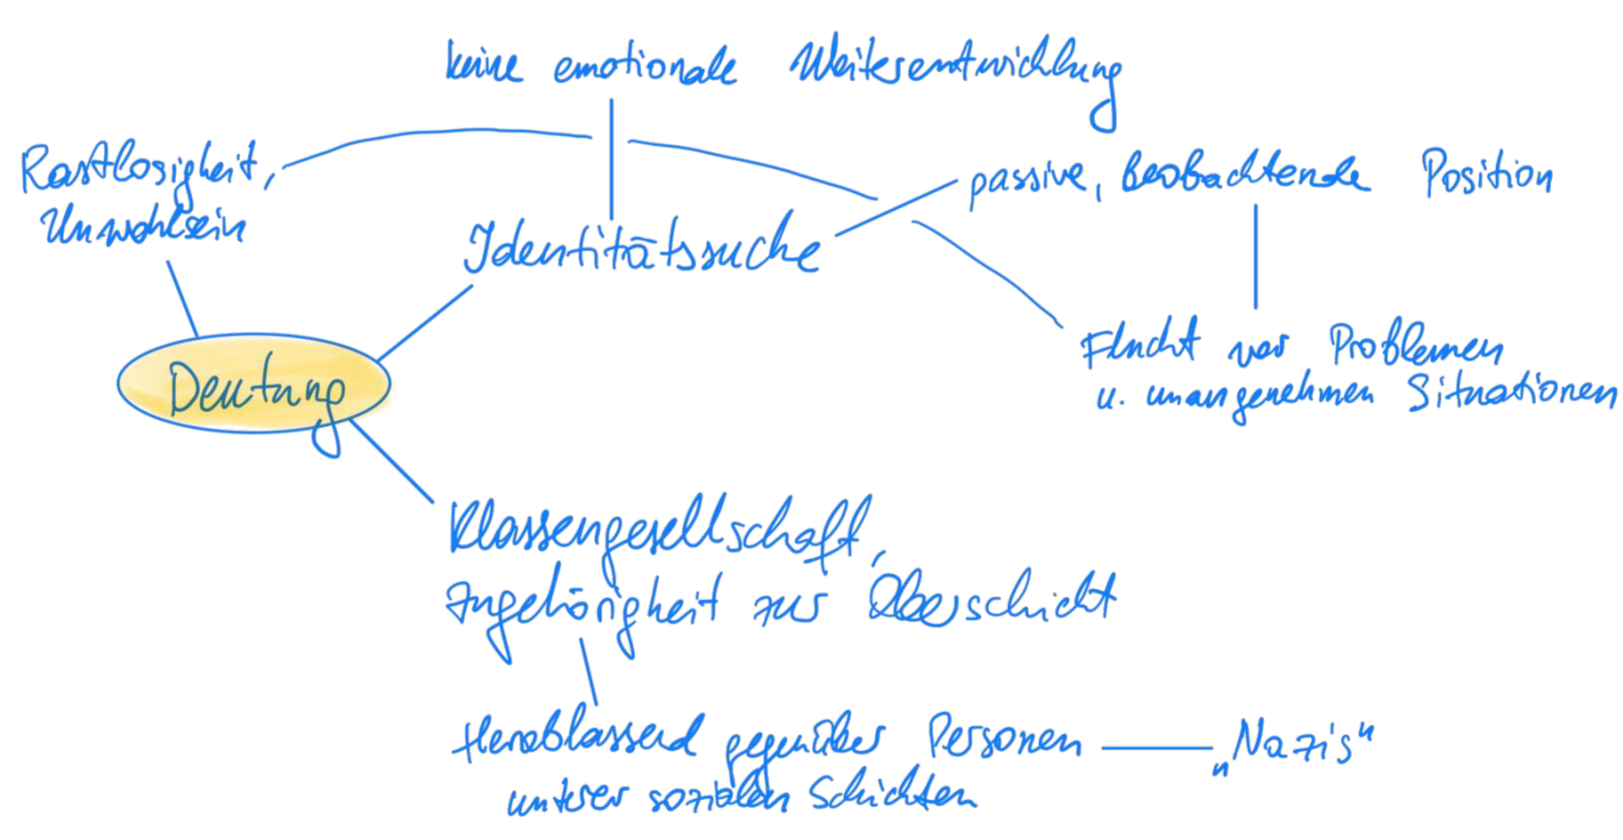 keine emotionale Weiterentwicklung
Rastlosigkeit,
Unwohlsein
passive, beobachtende Position
Identitätssuche
Flucht vor Problemen
u. unangenehmen Situationen
Deutung
Klassengesellschaft,
Zugehörigkeit zur Oberschicht
Herablassend gegenüber Personen
unterer sozialen Schichten
„Nazis“